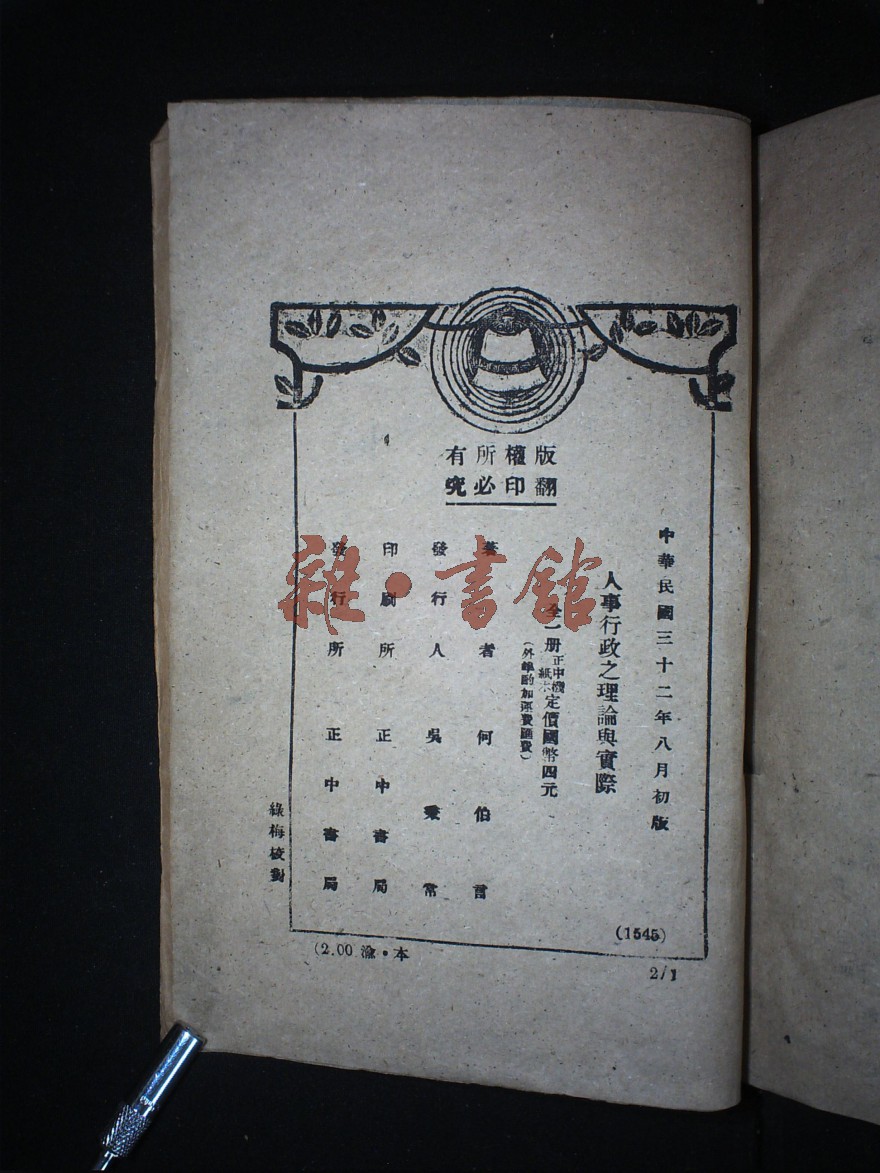 版權所有
翻印必究
中華民國三十二年八月初版
人事行政之理論與實際
全一册 正中機紙本 定價國幣四元
(外埠酌加運費匯費)
著者 何伯言
發行人 吳秉常
印刷所 正中書局
發行所 正中書局
(1545)
綠梅校對
(2.00 渝・本
2/1
雜・書館